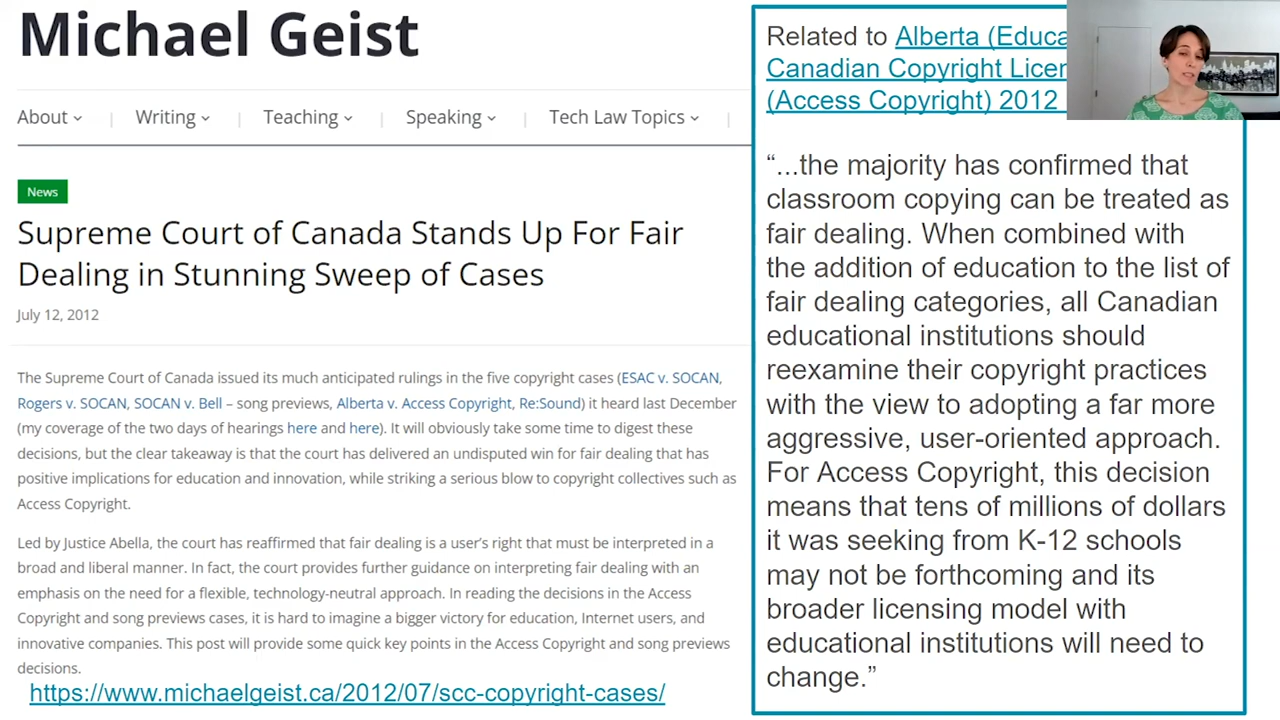 Michael Geist
About
Writing
Teaching
Speaking
Tech Law Topics
News
Supreme Court of Canada Stands Up For Fair
Dealing in Stunning Sweep of Cases
July 12, 2012
The Supreme Court of Canada issued its much anticipated rulings in the five copyright cases (ESAC v. SOCAN,
Rogers v. SOCAN, SOCAN v. Bell – song previews, Alberta v. Access Copyright, Re:Sound) it heard last December
(my coverage of the two days of hearings here and here). It will obviously take some time to digest these
decisions, but the clear takeaway is that the court has delivered an undisputed win for fair dealing that has
positive implications for education and innovation, while striking a serious blow to copyright collectives such as
Access Copyright.
Led by Justice Abella, the court has reaffirmed that fair dealing is a user's right that must be interpreted in a
broad and liberal manner. In fact, the court provides further guidance on interpreting fair dealing with an
emphasis on the need for a flexible, technology-neutral approach. In reading the decisions in the Access
Copyright and song previews cases, it is hard to imagine a bigger victory for education, Internet users, and
innovative companies. This post will provide some quick key points in the Access Copyright and song previews
decisions.
https://www.michaelgeist.ca/2012/07/scc-copyright-cases/
Related to Alberta (Educa
Canadian Copyright Licen
(Access Copyright) 2012
“...the majority has confirmed that
classroom copying can be treated as
fair dealing. When combined with
the addition of education to the list of
fair dealing categories, all Canadian
educational institutions should
reexamine their copyright practices
with the view to adopting a far more
aggressive, user-oriented approach.
For Access Copyright, this decision
means that tens of millions of dollars
it was seeking from K-12 schools
may not be forthcoming and its
broader licensing model with
educational institutions will need to
change.”